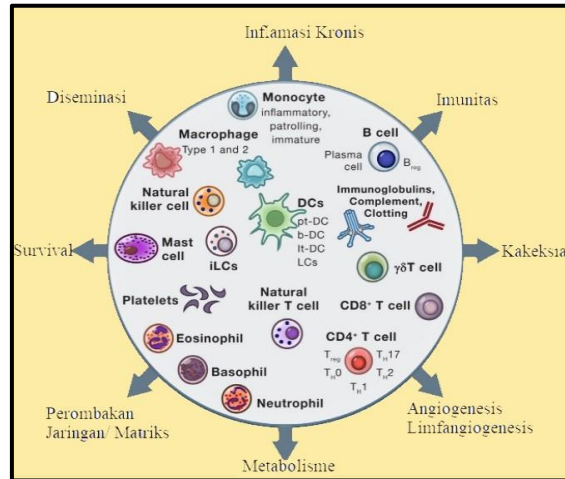 Inflamasi Kronis
Diseminasi
Imunitas
Monocyte
inflammatory,
patrolling,
immature
Macrophage
Type 1 and 2
B cell
Plasma
cell
Breg
Natural
killer cell
DCs
pt-DC
b-DC
lt-DC
LCs
Immunoglobulins,
Complement,
Clotting
Survival
Mast
cell
iLCs
γδT cell
Kakeksia
Platelets
Natural
killer T cell
CD8⁺ T cell
Eosinophil
CD4⁺ T cell
Treg
TH17
TH0
TH2
TH1
Basophil
Neutrophil
Perombakan
Jaringan/ Matriks
Angiogenesis
Limfangiogenesis
Metabolisme